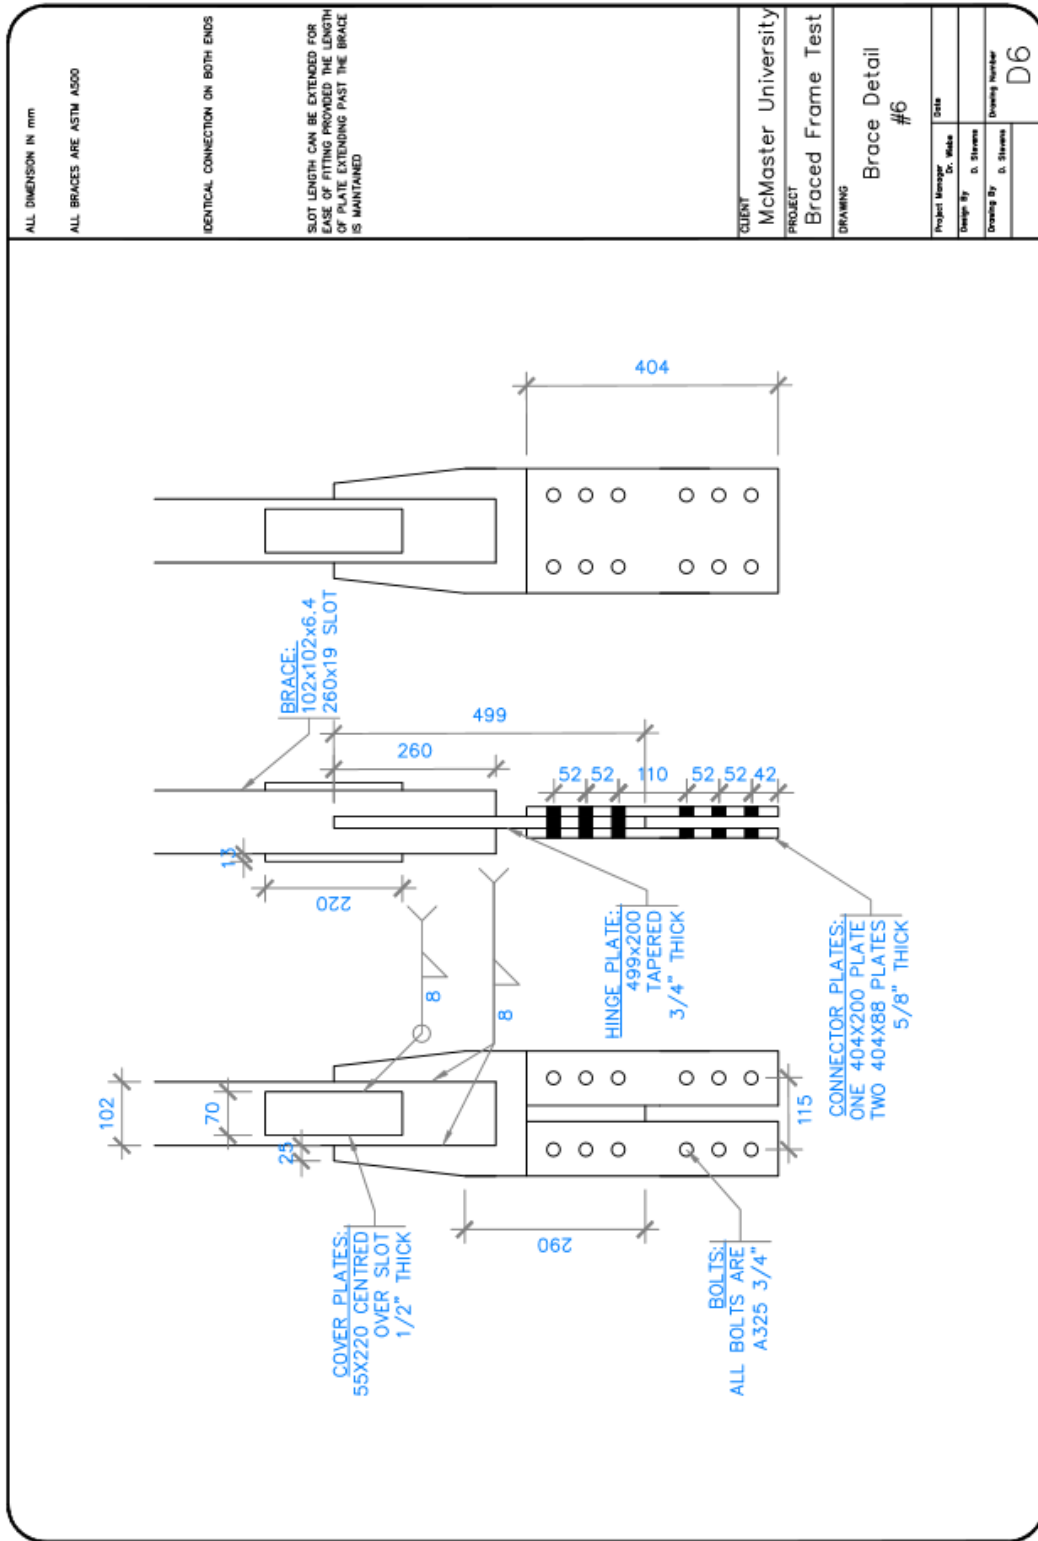 ALL DIMENSION IN mm
ALL BRACES ARE ASTM A500
IDENTICAL CONNECTION ON BOTH ENDS
SLOT LENGTH CAN BE EXTENDED FOR
EASE OF FITTING PROVIDED THE LENGTH
OF PLATE EXTENDING PAST THE BRACE
IS MAINTAINED
CLIENT
McMaster University
PROJECT
Braced Frame Test
DRAWING
Brace Detail
#6
Project Manager
Dr. Wiebe
Date
Design By
D. Stevens
Drawing By
D. Stevens
Drawing Number
D6
404
BRACE:
102x102x6.4
260x19 SLOT
499
260
52
52
110
52
52
42
13
220
8
8
HINGE PLATE:
499x200
TAPERED
3/4" THICK
CONNECTOR PLATES:
ONE 404X200 PLATE
TWO 404X88 PLATES
5/8" THICK
102
70
25
115
290
COVER PLATES:
55X220 CENTRED
OVER SLOT
1/2" THICK
BOLTS:
ALL BOLTS ARE
A325 3/4"